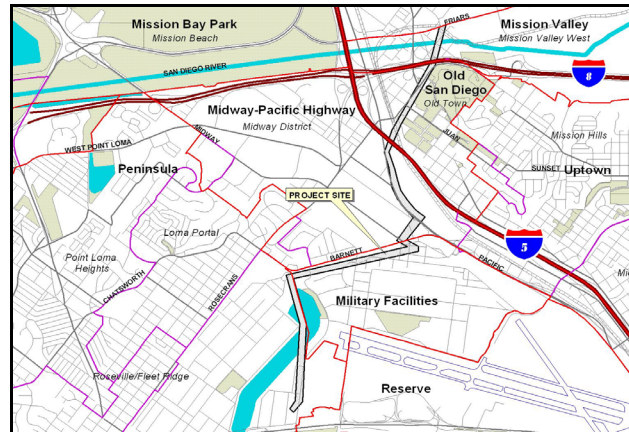 Mission Bay Park
Mission Beach
Mission Valley
Mission Valley West
FRIARS
SAN DIEGO RIVER
8
Old
San Diego
Old Town
Midway-Pacific Highway
Midway District
MIDWAY
JUAN
Mission Hills
WEST POINT LOMA
Peninsula
SUNSET
Uptown
PROJECT SITE
Loma Portal
Point Loma
Heights
BARNETT
PACIFIC
5
CHATSWORTH
ROSECRANS
Military Facilities
Roseville/Fleet Ridge
Reserve